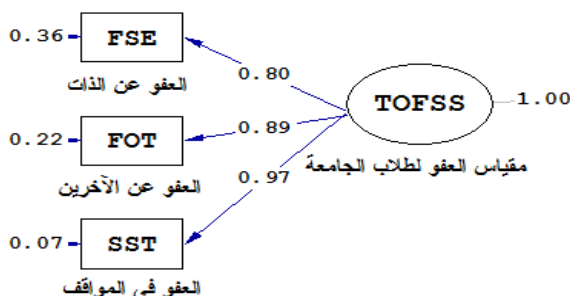 0.36
FSE
العفو عن الذات
0.80
TOFSS
1.00
مقياس العفو لطلاب الجامعة
0.22
FOT
العفو عن الآخرين
0.89
0.97
0.07
SST
العفو في المواقف